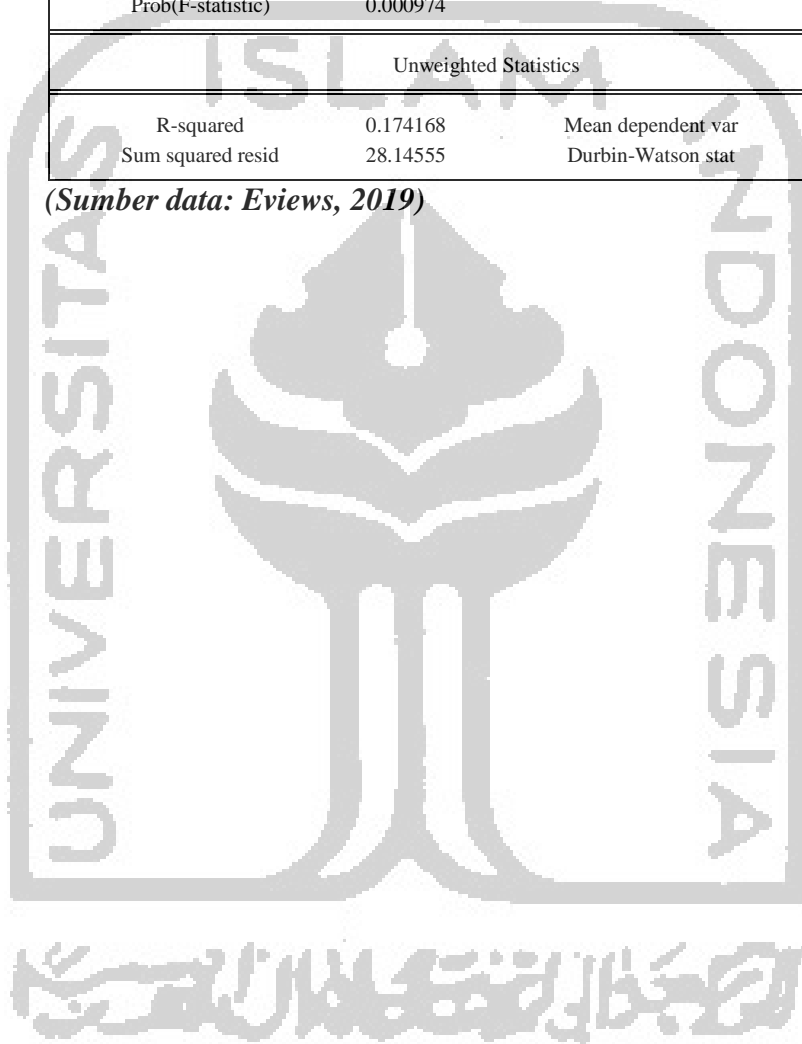 Prob(F-statistic) 0.000974
Unweighted Statistics
R-squared 0.174168 Mean dependent var
Sum squared resid 28.14555 Durbin-Watson stat
(Sumber data: Eviews, 2019)
UNIVERSITAS ISLAM INDONESIA